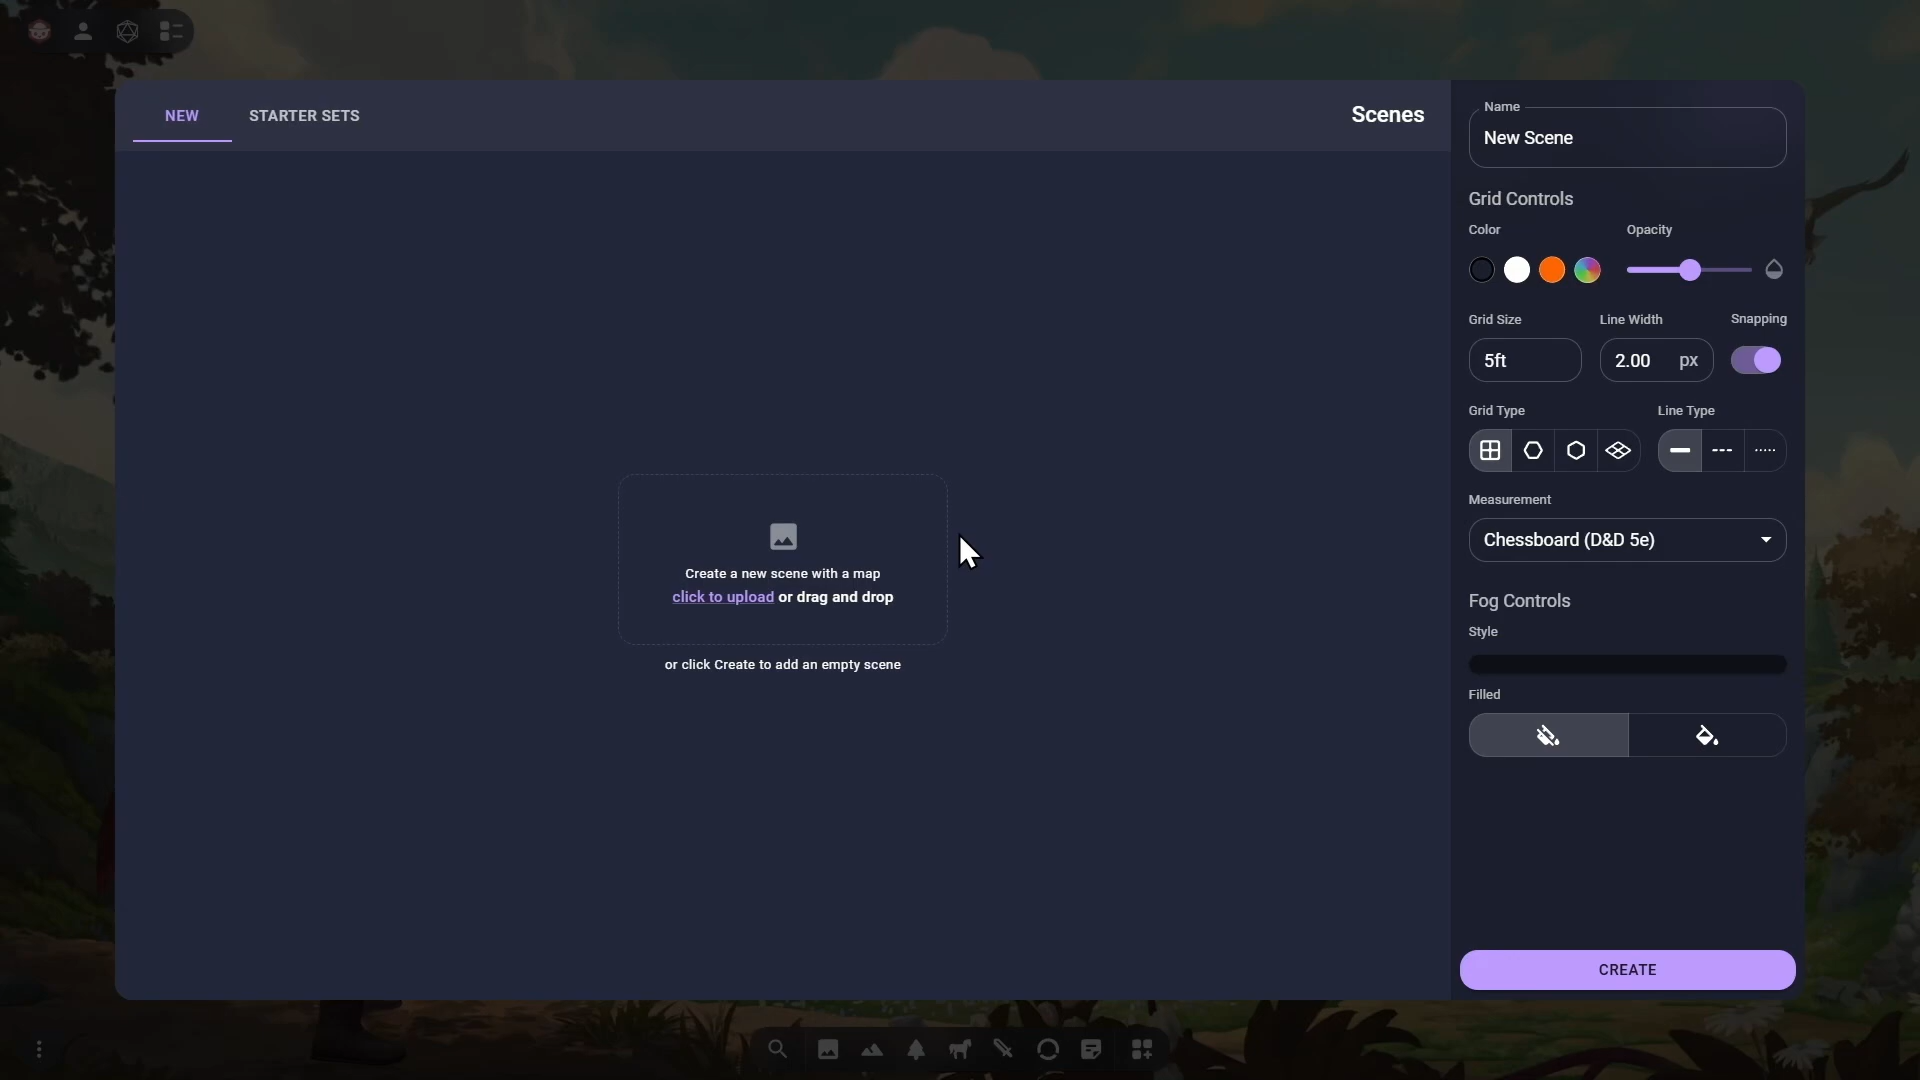 NEW
STARTER SETS
Scenes
Create a new scene with a map
click to upload or drag and drop
or click Create to add an empty scene
Name
New Scene
Grid Controls
Color
Opacity
Grid Size
Line Width
Snapping
5ft
2.00 px
Grid Type
Line Type
Measurement
Chessboard (D&D 5e)
Fog Controls
Style
Filled
CREATE